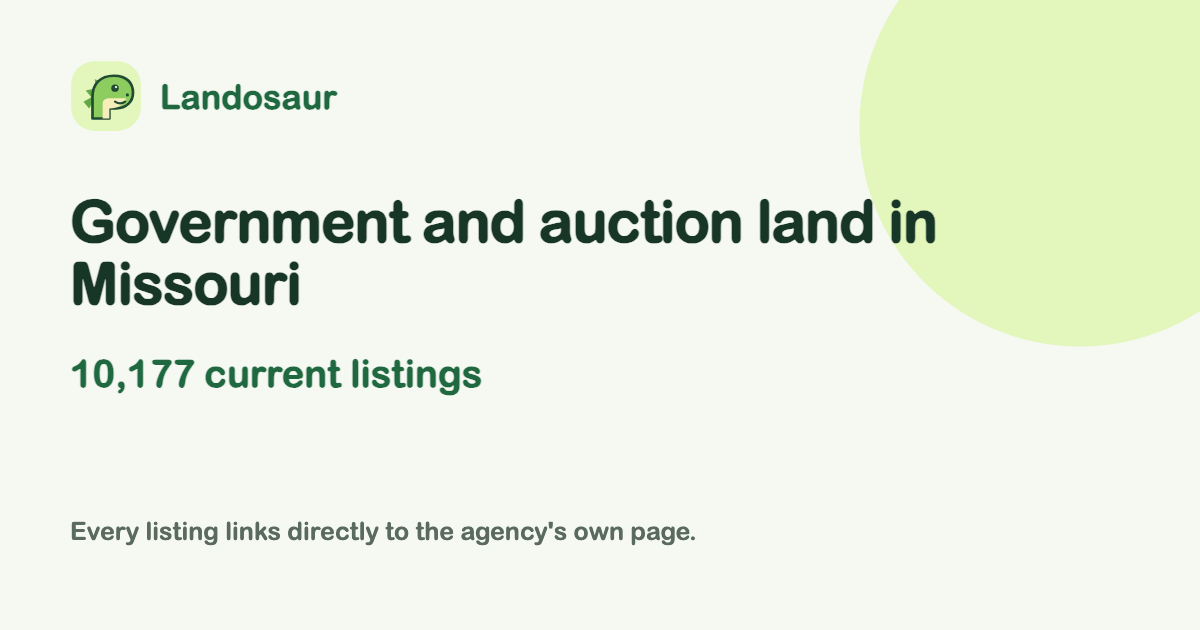 Landosaur
Government and auction land in
Missouri
10,177 current listings
Every listing links directly to the agency's own page.